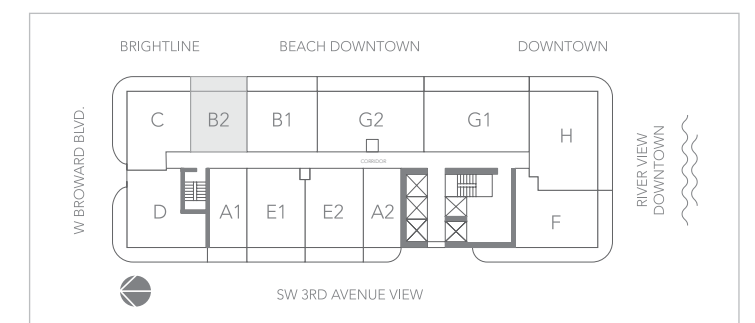 BRIGHTLINE BEACH DOWNTOWN DOWNTOWN
W BROWARD BLVD.
C B2 B1 G2 G1
H
CORRIDOR
RIVER VIEW
DOWNTOWN
D A1 E1 E2 A2
F
SW 3RD AVENUE VIEW